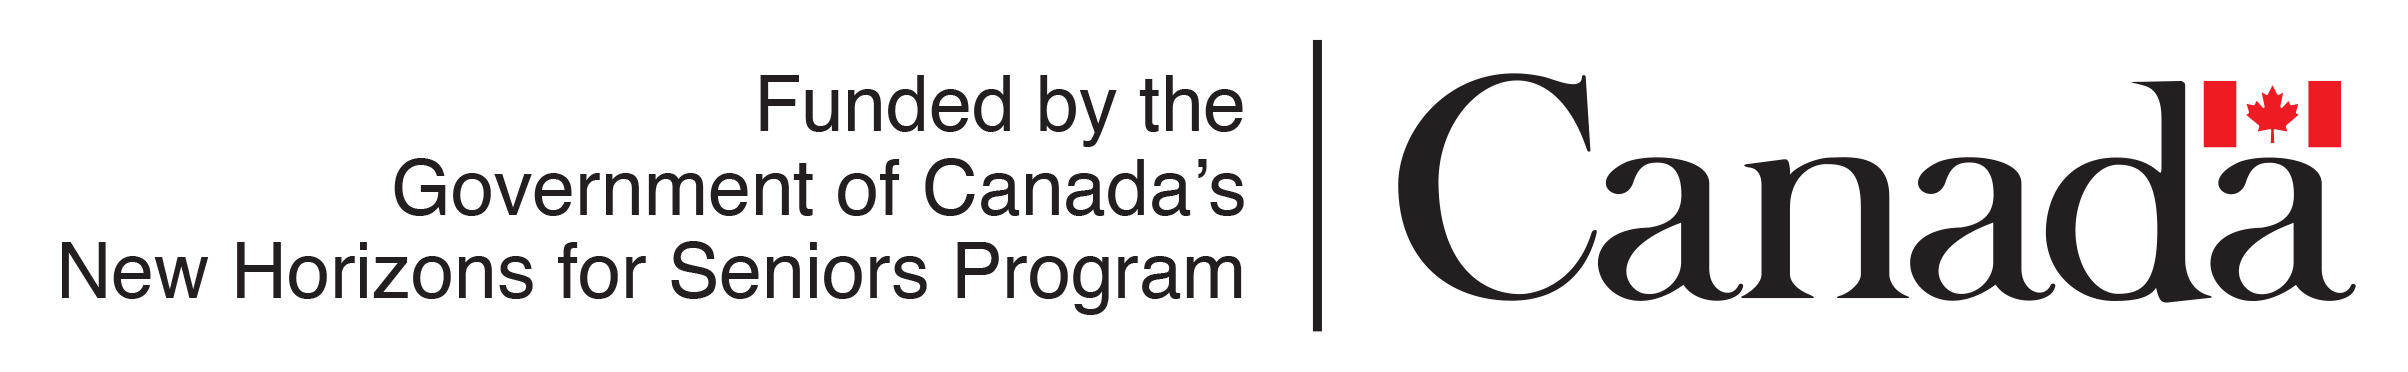 Funded by the
Government of Canada’s
New Horizons for Seniors Program
Canada